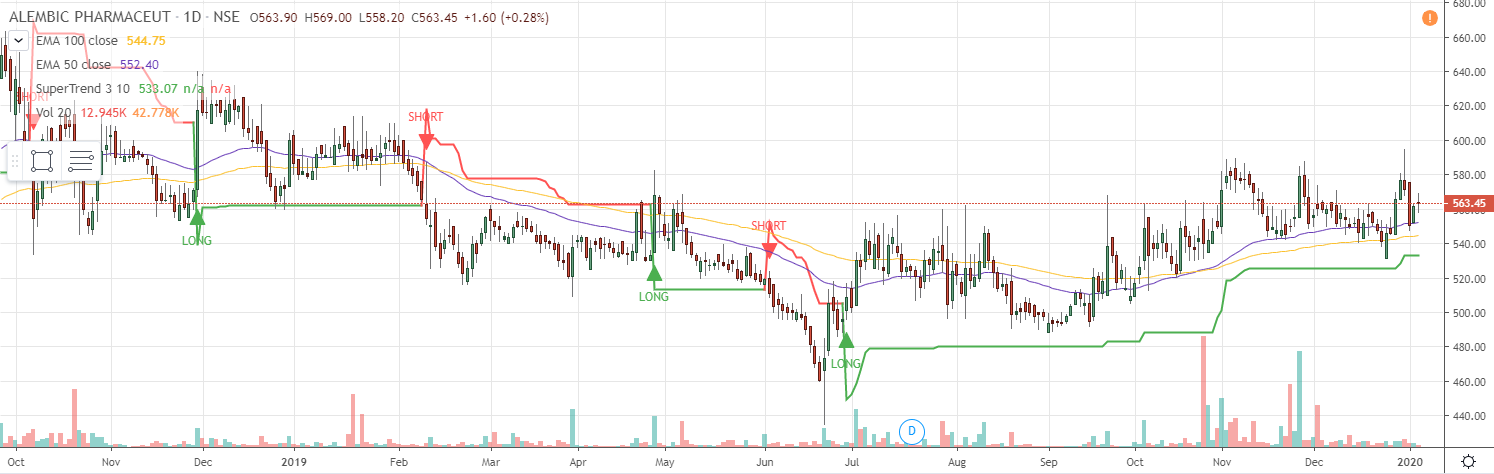 ALEMBIC PHARMACEUT · 1D · NSE O563.90 H569.00 L558.20 C563.45 +1.60 (+0.28%)
EMA 100 close 544.75
EMA 50 close 552.40
SuperTrend 3 10 533.07 n/a n/a
SHORT
Vol 20 12.945K 42.778K
SHORT
SHORT
LONG
LONG
LONG
D
!
680.00
660.00
640.00
620.00
600.00
580.00
563.45
560.00
540.00
520.00
500.00
480.00
460.00
440.00
Oct Nov Dec 2019 Feb Mar Apr May Jun Jul Aug Sep Oct Nov Dec 2020